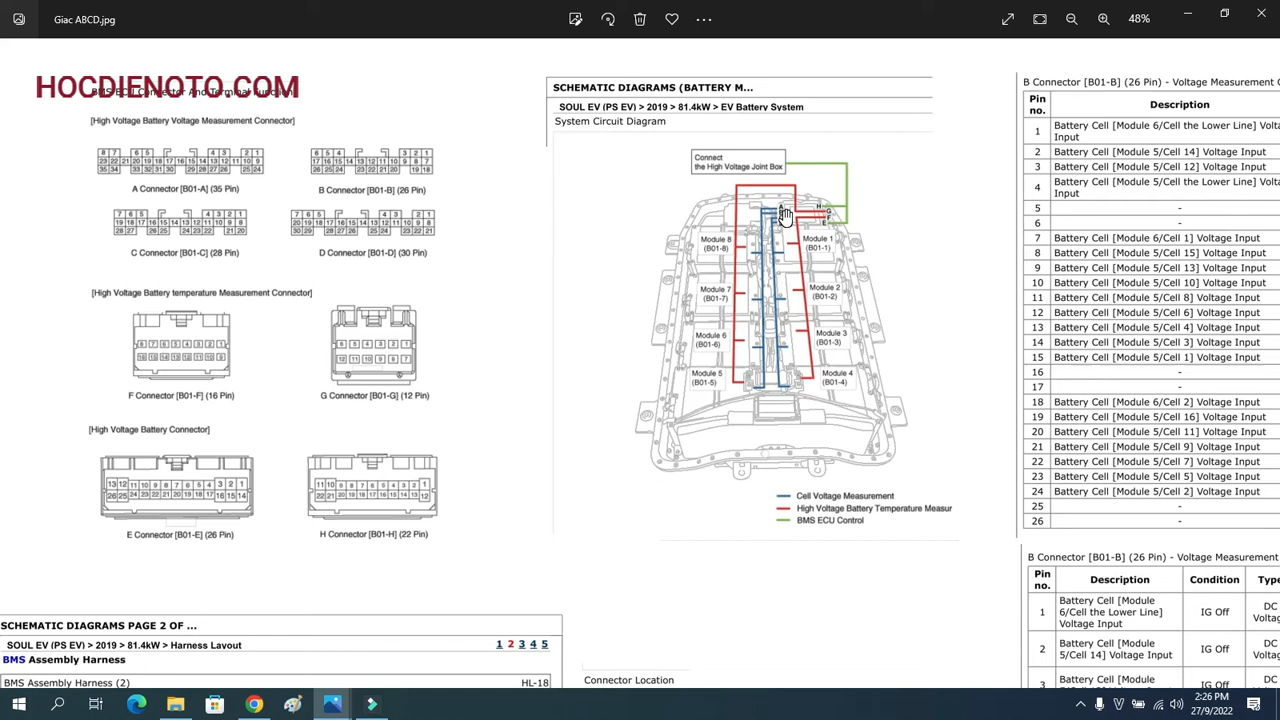 Giac ABCD.jpg
48%
HOCDIENOTO.COM
BMS ECU Connector And Terminal Function
[High Voltage Battery Voltage Measurement Connector]
A Connector [B01-A] (35 Pin)
B Connector [B01-B] (26 Pin)
C Connector [B01-C] (28 Pin)
D Connector [B01-D] (30 Pin)
[High Voltage Battery temperature Measurement Connector]
F Connector [B01-F] (16 Pin)
G Connector [B01-G] (12 Pin)
[High Voltage Battery Connector]
E Connector [B01-E] (26 Pin)
H Connector [B01-H] (22 Pin)
SCHEMATIC DIAGRAMS PAGE 2 OF ...
SOUL EV (PS EV) > 2019 > 81.4kW > Harness Layout
1 2 3 4 5
BMS Assembly Harness
BMS Assembly Harness (2)
HL-18
SCHEMATIC DIAGRAMS (BATTERY M...
SOUL EV (PS EV) > 2019 > 81.4kW > EV Battery System
System Circuit Diagram
Connect
the High Voltage Joint Box
H
G
F
E
Module 8
(B01-8)
Module 1
(B01-1)
Module 7
(B01-7)
Module 2
(B01-2)
Module 6
(B01-6)
Module 3
(B01-3)
Module 5
(B01-5)
Module 4
(B01-4)
Cell Voltage Measurement
High Voltage Battery Temperature Measur
BMS ECU Control
Connector Location
B Connector [B01-B] (26 Pin) - Voltage Measurement
Pin no. Description
1 Battery Cell [Module 6/Cell the Lower Line] Volta
Input
2 Battery Cell [Module 5/Cell 14] Voltage Input
3 Battery Cell [Module 5/Cell 12] Voltage Input
4 Battery Cell [Module 5/Cell the Lower Line] Volta
Input
5 -
6 -
7 Battery Cell [Module 6/Cell 1] Voltage Input
8 Battery Cell [Module 5/Cell 15] Voltage Input
9 Battery Cell [Module 5/Cell 13] Voltage Input
10 Battery Cell [Module 5/Cell 10] Voltage Input
11 Battery Cell [Module 5/Cell 8] Voltage Input
12 Battery Cell [Module 5/Cell 6] Voltage Input
13 Battery Cell [Module 5/Cell 4] Voltage Input
14 Battery Cell [Module 5/Cell 3] Voltage Input
15 Battery Cell [Module 5/Cell 1] Voltage Input
16 -
17 -
18 Battery Cell [Module 6/Cell 2] Voltage Input
19 Battery Cell [Module 5/Cell 16] Voltage Input
20 Battery Cell [Module 5/Cell 11] Voltage Input
21 Battery Cell [Module 5/Cell 9] Voltage Input
22 Battery Cell [Module 5/Cell 7] Voltage Input
23 Battery Cell [Module 5/Cell 5] Voltage Input
24 Battery Cell [Module 5/Cell 2] Voltage Input
25 -
26 -
B Connector [B01-B] (26 Pin) - Voltage Measurement
Pin no. Description Condition Type
1 Battery Cell [Module
6/Cell the Lower Line]
Voltage Input
IG Off
DC
Volta
2 Battery Cell [Module
5/Cell 14] Voltage Input
IG Off
DC
Volta
3 Battery Cell [Module
IG Off
DC
2:26 PM
27/9/2022